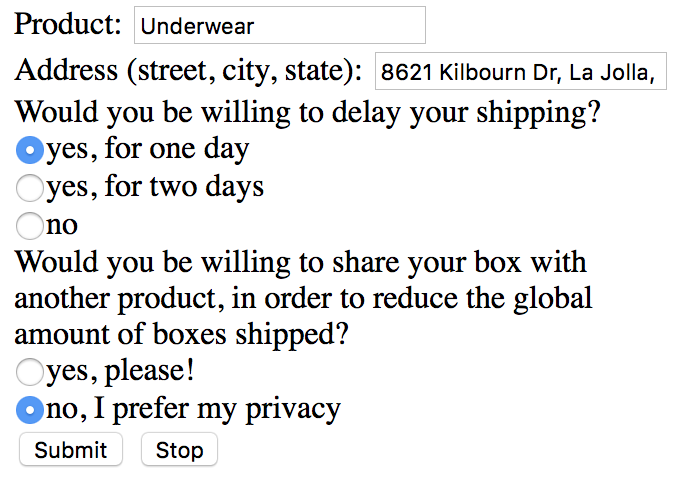 Product: Underwear
Address (street, city, state): 8621 Kilbourn Dr, La Jolla,
Would you be willing to delay your shipping?
yes, for one day
yes, for two days
no
Would you be willing to share your box with
another product, in order to reduce the global
amount of boxes shipped?
yes, please!
no, I prefer my privacy
Submit Stop